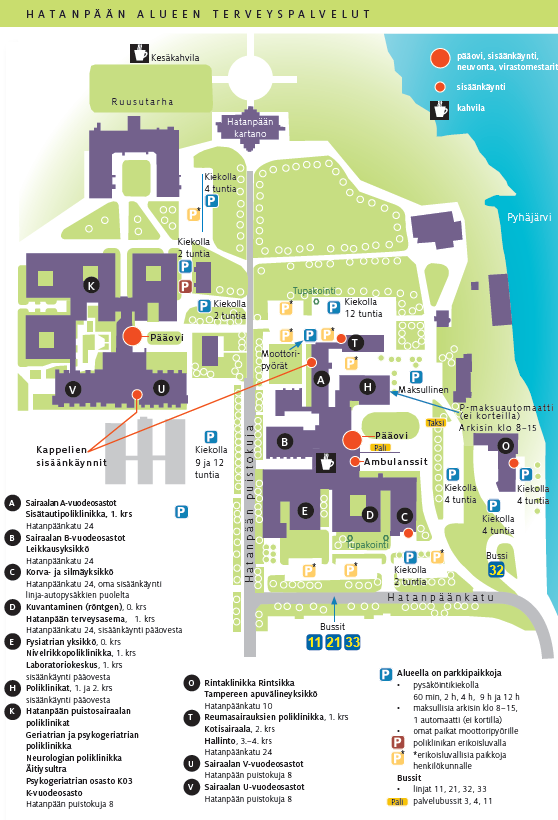 HATANPÄÄN ALUEEN TERVEYSPALVELUT
Kesäkahvila
Ruusutarha
Hatanpään
kartano
pääovi, sisäänkäynti,
neuvonta, virastomestarit
sisäänkäynti
kahvila
Pyhäjärvi
Kiekolla
4 tuntia
P
P*
Kiekolla
2 tuntia
P
P
P
Kiekolla
2 tuntia
K
Pääovi
V
U
Tupakointi
P*
P
Kiekolla
12 tuntia
P*
P
P*
T
Moottori-
pyörät
P*
A
H
P
Maksullinen
P-maksuautomaatti
(ei korteilla)
Arkisin klo 8–15
Taksi
Kappelien
sisäänkäynnit
P
Kiekolla
9 ja 12
tuntia
B
Pääovi
Pali
Ambulanssit
O
P
Kiekolla
4 tuntia
P
Kiekolla
4 tuntia
P
Kiekolla
4 tuntia
E
D
C
Tupakointi
P*
P*
P
P*
Kiekolla
2 tuntia
Bussi
32
Hatanpään puistokuja
Hatanpäänkatu
Bussit
11 21 33
P
A Sairaalan A-vuodeosastot
Sisätautipoliklinikka, 1. krs
Hatanpäänkatu 24
B Sairaalan B-vuodeosastot
Leikkausyksikkö
Hatanpäänkatu 24
C Korva- ja silmäyksikkö
Hatanpäänkatu 24, oma sisäänkäynti
linja-autopysäkkien puolelta
D Kuvantaminen (röntgen), 0. krs
Hatanpään terveysasema, 1. krs
Hatanpäänkatu 24, sisäänkäynti pääovesta
E Fysiatrian yksikkö, 0. krs
Nivelrikkopoliklinikka, 1. krs
Laboratoriokeskus, 1. krs
sisäänkäynti pääovesta
H Poliklinikat, 1. ja 2. krs
sisäänkäynti pääovesta
K Hatanpään puistosairaalan
poliklinikat
Geriatrian ja psykogeriatrian
poliklinikka
Neurologian poliklinikka
Äitiysultra
Psykogeriatrian osasto K03
K-vuodeosasto
Hatanpään puistokuja 8
O Rintaklinikka Rintsikka
Tampereen apuvälineyksikkö
Hatanpäänkatu 10
T Reumasairauksien poliklinikka, 1. krs
Kotisairaala, 2. krs
Hallinto, 3.–4. krs
Hatanpäänkatu 24
U Sairaalan V-vuodeosastot
Hatanpään puistokuja 8
V Sairaalan U-vuodeosastot
Hatanpään puistokuja 8
P Alueella on parkkipaikkoja
• pysäköintikiekolla
60 min, 2 h, 4 h, 9 h ja 12 h
• maksullisia arkisin klo 8–15,
1 automaatti (ei kortilla)
• omat paikat moottoripyörille
P poliklinikan erikoisluvalla
P* *erikoisluvallisia paikkoja
henkilökunnalle
Bussit
• linjat 11, 21, 32, 33
Pali palvelubussit 3, 4, 11